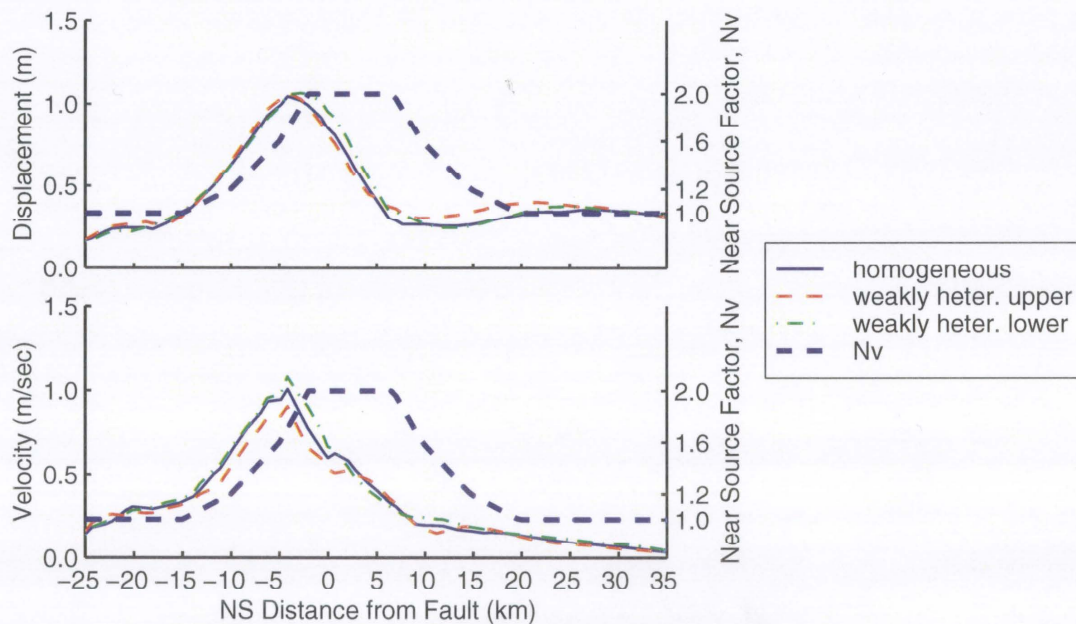 1.5
1.0
0.5
0.0
Displacement (m)
2.0
1.6
1.2
1.0
Near Source Factor, Nv
1.5
1.0
0.5
0.0
Velocity (m/sec)
2.0
1.6
1.2
1.0
Near Source Factor, Nv
-25 -20 -15 -10 -5 0 5 10 15 20 25 30 35
NS Distance from Fault (km)
homogeneous
weakly heter. upper
weakly heter. lower
Nv